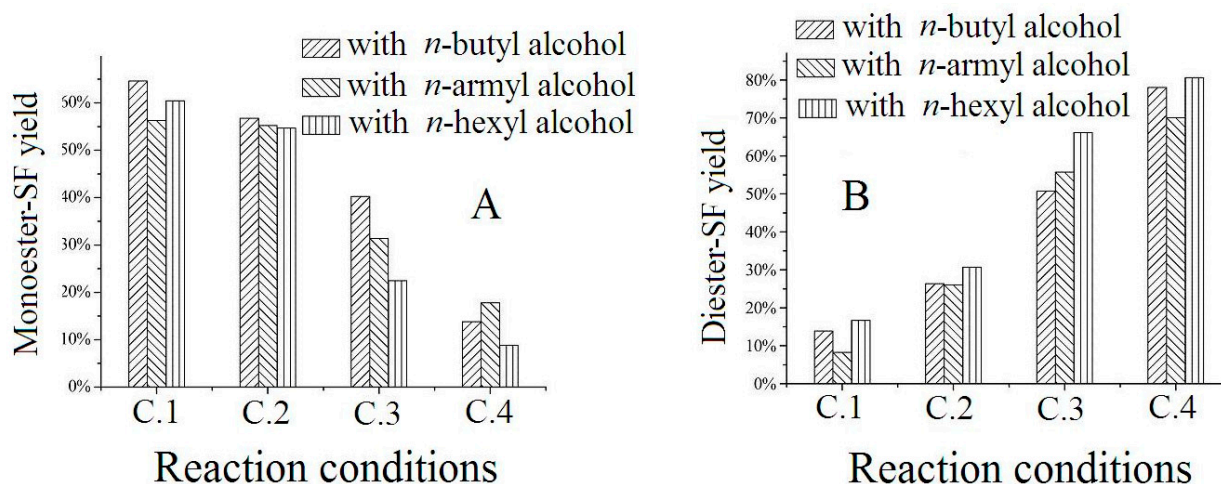 with n-butyl alcohol
with n-armyl alcohol
with n-hexyl alcohol
Monoester-SF yield
60%
50%
40%
30%
20%
10%
0%
A
C.1 C.2 C.3 C.4
Reaction conditions
with n-butyl alcohol
with n-armyl alcohol
with n-hexyl alcohol
Diester-SF yield
80%
70%
60%
50%
40%
30%
20%
10%
0%
B
C.1 C.2 C.3 C.4
Reaction conditions